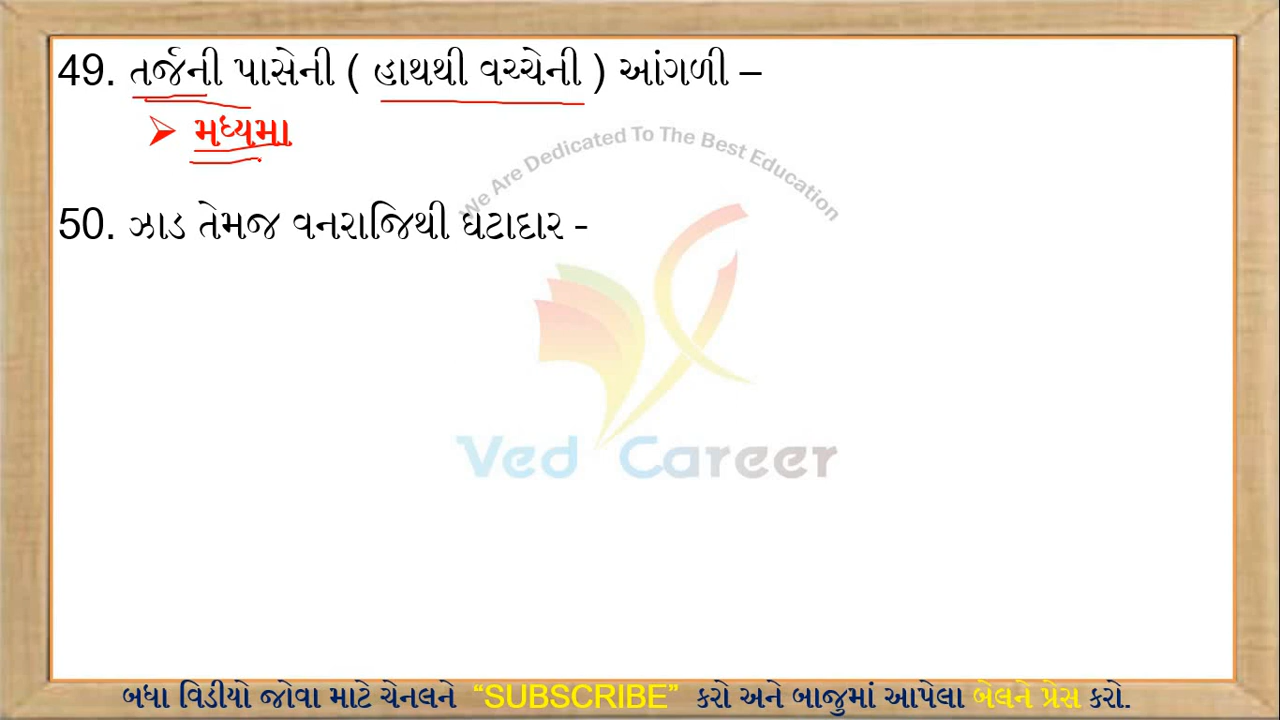 49. તર્જની પાસેની ( હાથથી વચ્ચેની ) આંગળી –
➢ મધ્યમા
We Are Dedicated To The Best Education
50. ઝાડ તેમજ વનરાજિથી ઘટાદાર -
Ved Career
બધા વિડીયો જોવા માટે ચેનલને “SUBSCRIBE” કરો અને બાજુમાં આપેલા બેલને પ્રેસ કરો.